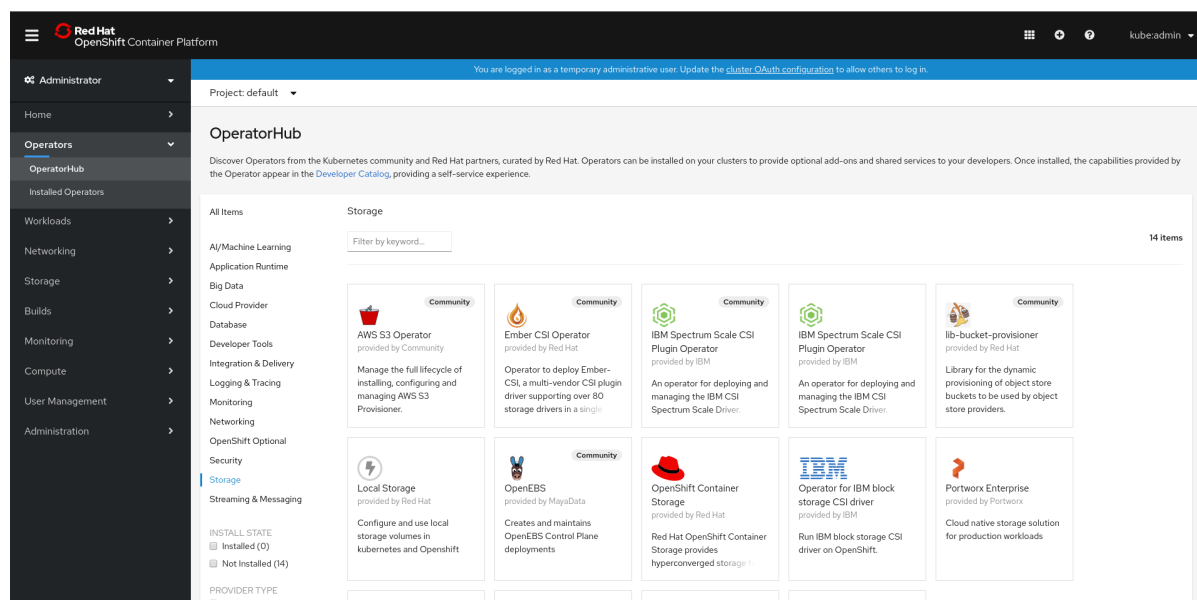 Red Hat
OpenShift Container Platform
kube:admin
Administrator
You are logged in as a temporary administrative user. Update the cluster OAuth configuration to allow others to log in.
Project: default
Home
Operators
OperatorHub
Installed Operators
Workloads
Networking
Storage
Builds
Monitoring
Compute
User Management
Administration
OperatorHub
Discover Operators from the Kubernetes community and Red Hat partners, curated by Red Hat. Operators can be installed on your clusters to provide optional add-ons and shared services to your developers. Once installed, the capabilities provided by
the Operator appear in the Developer Catalog, providing a self-service experience.
All Items
AI/Machine Learning
Application Runtime
Big Data
Cloud Provider
Database
Developer Tools
Integration & Delivery
Logging & Tracing
Monitoring
Networking
OpenShift Optional
Security
Storage
Streaming & Messaging
INSTALL STATE
Installed (0)
Not Installed (14)
PROVIDER TYPE
Storage
Filter by keyword...
14 items
Community
AWS S3 Operator
provided by Community
Manage the full lifecycle of
installing, configuring and
managing AWS S3
Provisioner.
Community
Ember CSI Operator
provided by Red Hat
Operator to deploy Ember-
CSI, a multi-vendor CSI plugin
driver supporting over 80
storage drivers in a single
Community
IBM Spectrum Scale CSI
Plugin Operator
provided by IBM
An operator for deploying and
managing the IBM CSI
Spectrum Scale Driver.
IBM Spectrum Scale CSI
Plugin Operator
provided by IBM
An operator for deploying and
managing the IBM CSI
Spectrum Scale Driver.
Community
lib-bucket-provisioner
provided by Red Hat
Library for the dynamic
provisioning of object store
buckets to be used by object
store providers.
Local Storage
provided by Red Hat
Configure and use local
storage volumes in
kubernetes and Openshift
Community
OpenEBS
provided by MayaData
Creates and maintains
OpenEBS Control Plane
deployments
OpenShift Container
Storage
provided by Red Hat
Red Hat OpenShift Container
Storage provides
hyperconverged storage
IBM
Operator for IBM block
storage CSI driver
provided by IBM
Run IBM block storage CSI
driver on OpenShift.
Portworx Enterprise
provided by Portworx
Cloud native storage solution
for production workloads